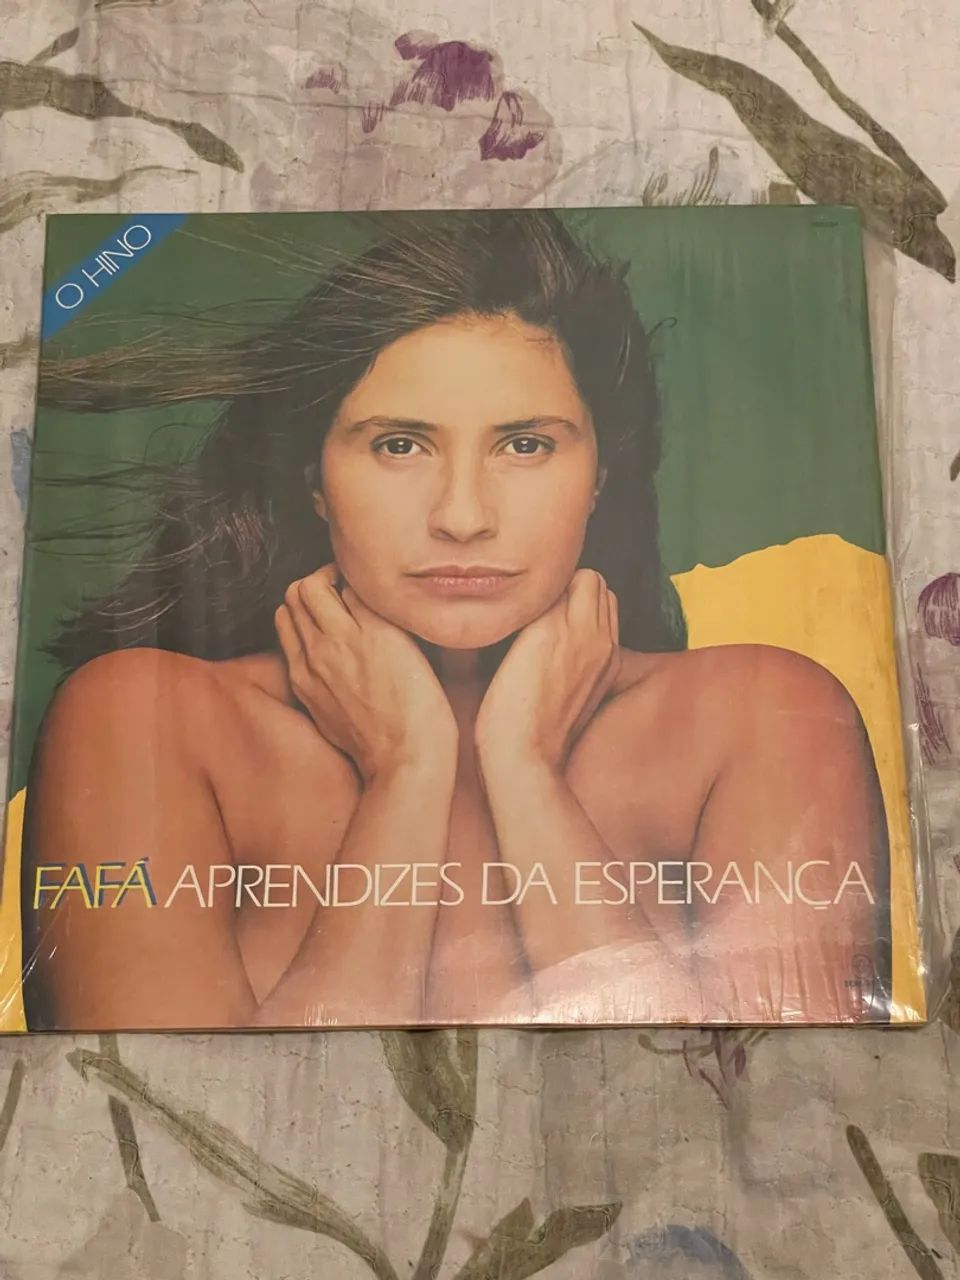 O HINO
FAFÁ APRENDIZES DA ESPERANÇA